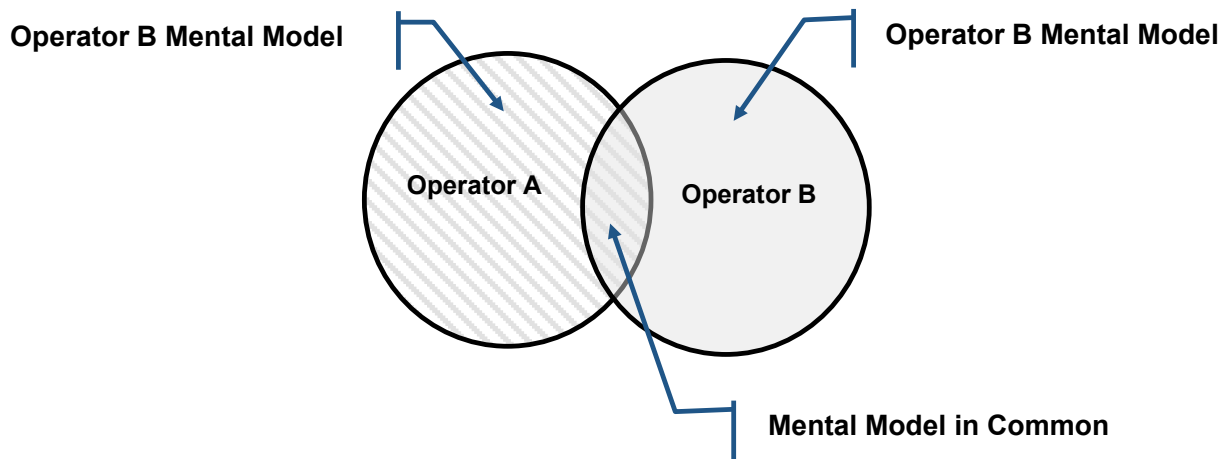 Operator B Mental Model
Operator B Mental Model
Operator A
Operator B
Mental Model in Common